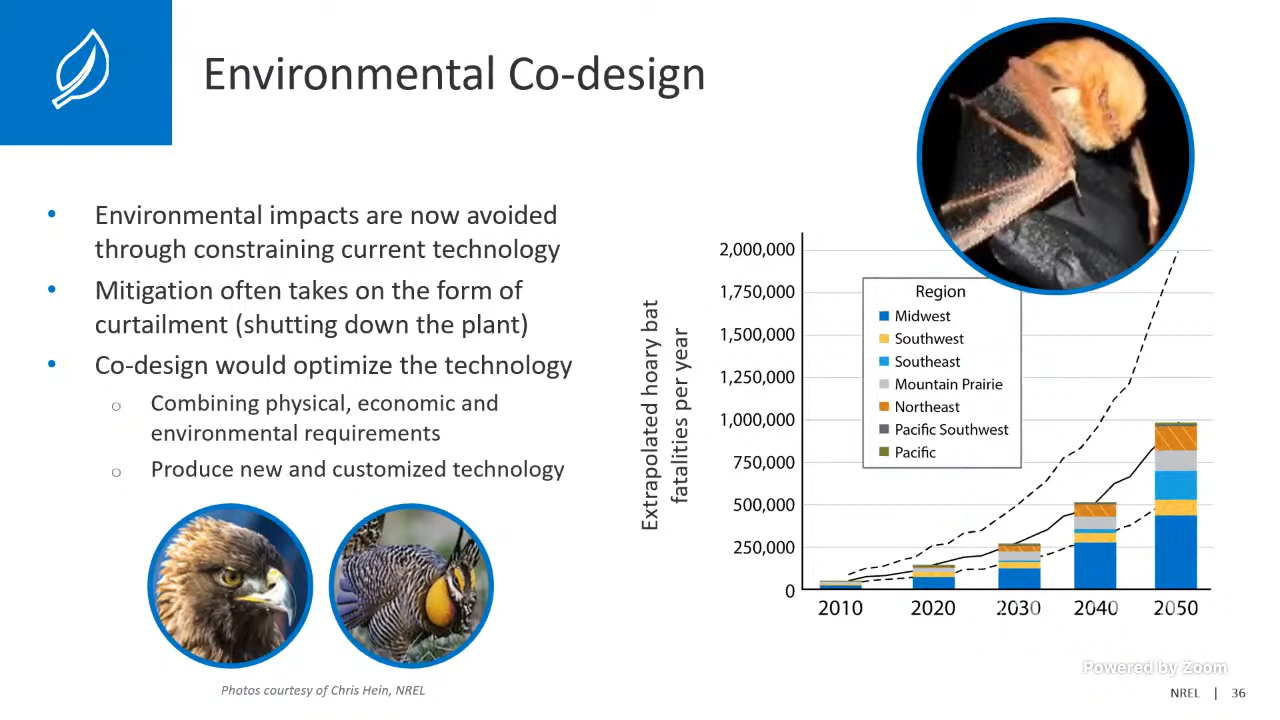 Environmental Co-design
• Environmental impacts are now avoided
through constraining current technology
• Mitigation often takes on the form of
curtailment (shutting down the plant)
• Co-design would optimize the technology
○ Combining physical, economic and
environmental requirements
○ Produce new and customized technology
Photos courtesy of Chris Hein, NREL
Extrapolated hoary bat
fatalities per year
2,000,000
1,750,000
1,500,000
1,250,000
1,000,000
750,000
500,000
250,000
0
Region
Midwest
Southwest
Southeast
Mountain Prairie
Northeast
Pacific Southwest
Pacific
2010 2020 2030 2040 2050
Powered by Zoom
NREL | 36